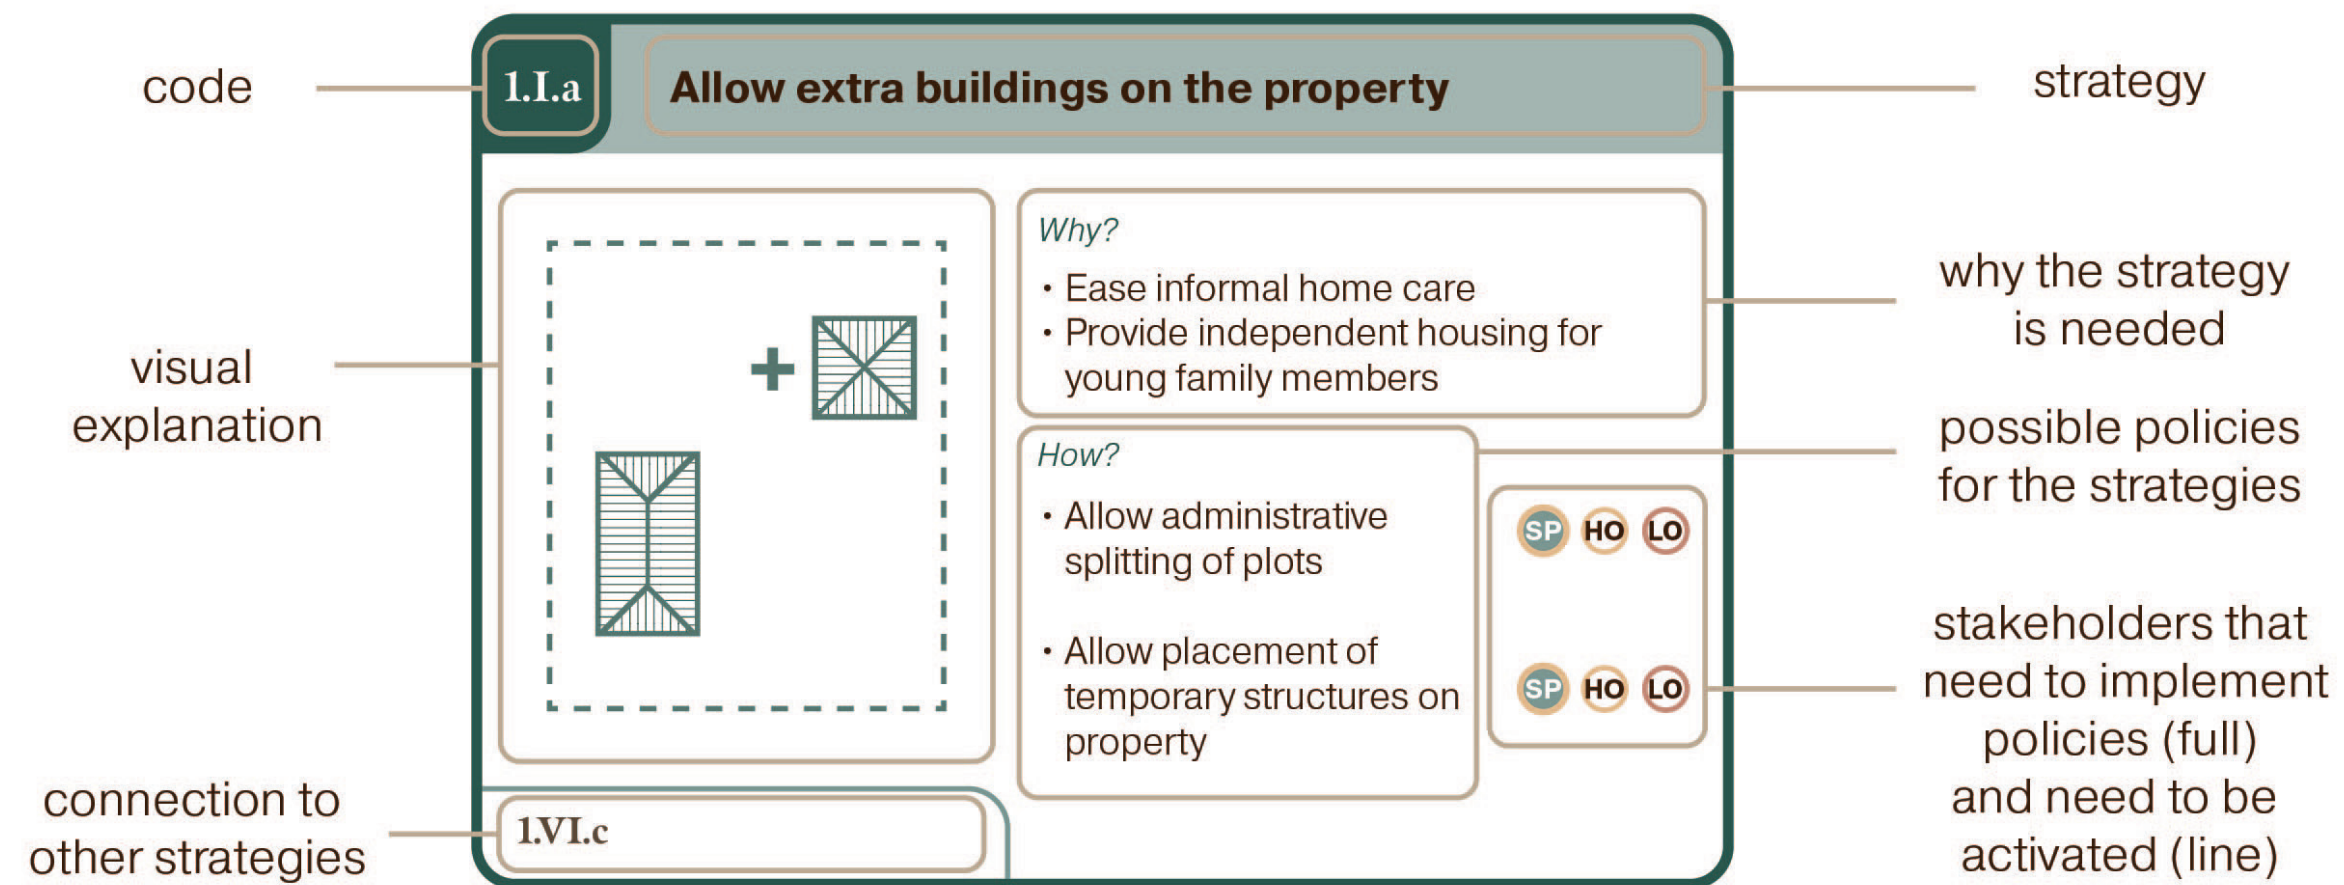 code
1.I.a
Allow extra buildings on the property
strategy
visual
explanation
Why?
• Ease informal home care
• Provide independent housing for
young family members
why the strategy
is needed
How?
• Allow administrative
splitting of plots
• Allow placement of
temporary structures on
property
possible policies
for the strategies
SP HO LO
SP HO LO
stakeholders that
need to implement
policies (full)
and need to be
activated (line)
connection to
other strategies
1.VI.c